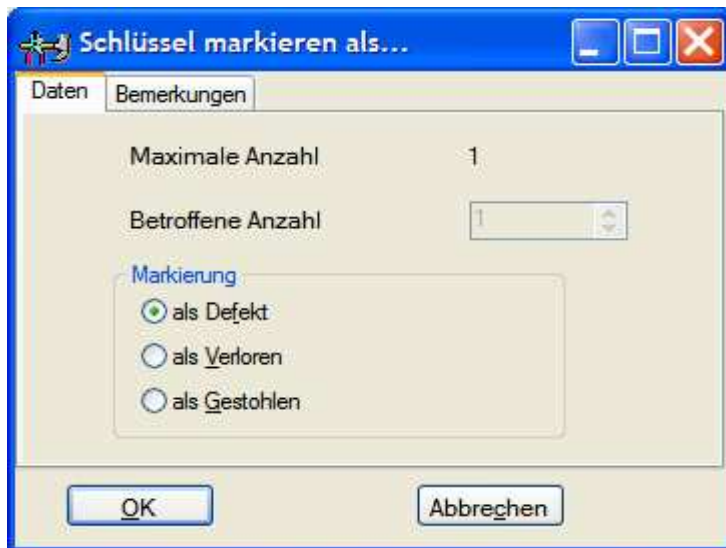 Schlüssel markieren als...
Daten Bemerkungen
Maximale Anzahl 1
Betroffene Anzahl 1
Markierung
als Defekt
als Verloren
als Gestohlen
OK Abbrechen